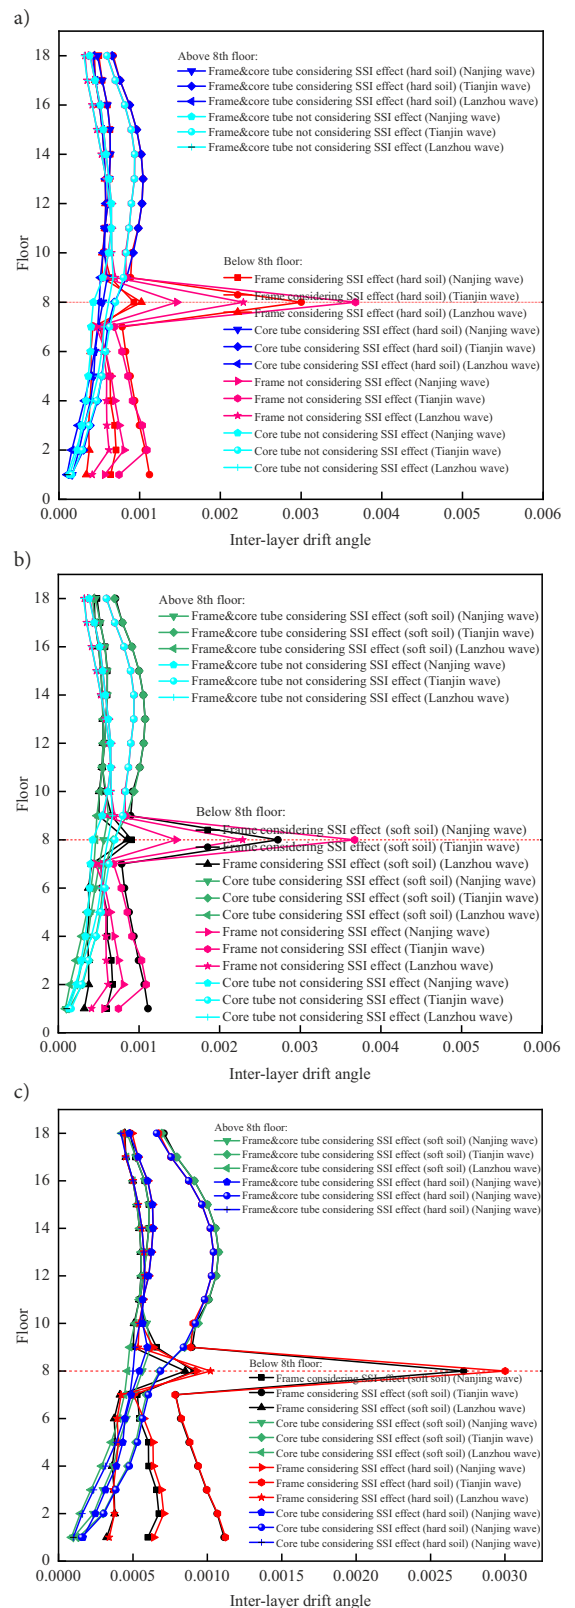 a)
18
16
14
12
10
8
6
4
2
0
Floor
Above 8th floor:
Frame&core tube considering SSI effect (hard soil) (Nanjing wave)
Frame&core tube considering SSI effect (hard soil) (Tianjin wave)
Frame&core tube considering SSI effect (hard soil) (Lanzhou wave)
Frame&core tube not considering SSI effect (Nanjing wave)
Frame&core tube not considering SSI effect (Tianjin wave)
Frame&core tube not considering SSI effect (Lanzhou wave)
Below 8th floor:
Frame considering SSI effect (hard soil) (Nanjing wave)
Frame considering SSI effect (hard soil) (Tianjin wave)
Frame considering SSI effect (hard soil) (Lanzhou wave)
Core tube considering SSI effect (hard soil) (Nanjing wave)
Core tube considering SSI effect (hard soil) (Tianjin wave)
Core tube considering SSI effect (hard soil) (Lanzhou wave)
Frame not considering SSI effect (Nanjing wave)
Frame not considering SSI effect (Tianjin wave)
Frame not considering SSI effect (Lanzhou wave)
Core tube not considering SSI effect (Nanjing wave)
Core tube not considering SSI effect (Tianjin wave)
Core tube not considering SSI effect (Lanzhou wave)
0.000 0.001 0.002 0.003 0.004 0.005 0.006
Inter-layer drift angle
b)
18
16
14
12
10
8
6
4
2
0
Floor
Above 8th floor:
Frame&core tube considering SSI effect (soft soil) (Nanjing wave)
Frame&core tube considering SSI effect (soft soil) (Tianjin wave)
Frame&core tube considering SSI effect (soft soil) (Lanzhou wave)
Frame&core tube not considering SSI effect (Nanjing wave)
Frame&core tube not considering SSI effect (Tianjin wave)
Frame&core tube not considering SSI effect (Lanzhou wave)
Below 8th floor:
Frame considering SSI effect (soft soil) (Nanjing wave)
Frame considering SSI effect (soft soil) (Tianjin wave)
Frame considering SSI effect (soft soil) (Lanzhou wave)
Core tube considering SSI effect (soft soil) (Nanjing wave)
Core tube considering SSI effect (soft soil) (Tianjin wave)
Core tube considering SSI effect (soft soil) (Lanzhou wave)
Frame not considering SSI effect (Nanjing wave)
Frame not considering SSI effect (Tianjin wave)
Frame not considering SSI effect (Lanzhou wave)
Core tube not considering SSI effect (Nanjing wave)
Core tube not considering SSI effect (Tianjin wave)
Core tube not considering SSI effect (Lanzhou wave)
0.000 0.001 0.002 0.003 0.004 0.005 0.006
Inter-layer drift angle
c)
18
16
14
12
10
8
6
4
2
0
Floor
Above 8th floor:
Frame&core tube considering SSI effect (soft soil) (Nanjing wave)
Frame&core tube considering SSI effect (soft soil) (Tianjin wave)
Frame&core tube considering SSI effect (soft soil) (Lanzhou wave)
Frame&core tube considering SSI effect (hard soil) (Nanjing wave)
Frame&core tube considering SSI effect (hard soil) (Nanjing wave)
Frame&core tube considering SSI effect (hard soil) (Nanjing wave)
Below 8th floor:
Frame considering SSI effect (soft soil) (Nanjing wave)
Frame considering SSI effect (soft soil) (Tianjin wave)
Frame considering SSI effect (soft soil) (Lanzhou wave)
Core tube considering SSI effect (soft soil) (Nanjing wave)
Core tube considering SSI effect (soft soil) (Tianjin wave)
Core tube considering SSI effect (soft soil) (Lanzhou wave)
Frame considering SSI effect (hard soil) (Nanjing wave)
Frame considering SSI effect (hard soil) (Tianjin wave)
Frame considering SSI effect (hard soil) (Lanzhou wave)
Core tube considering SSI effect (hard soil) (Nanjing wave)
Core tube considering SSI effect (hard soil) (Nanjing wave)
Core tube considering SSI effect (hard soil) (Nanjing wave)
0.0000 0.0005 0.0010 0.0015 0.0020 0.0025 0.0030
Inter-layer drift angle